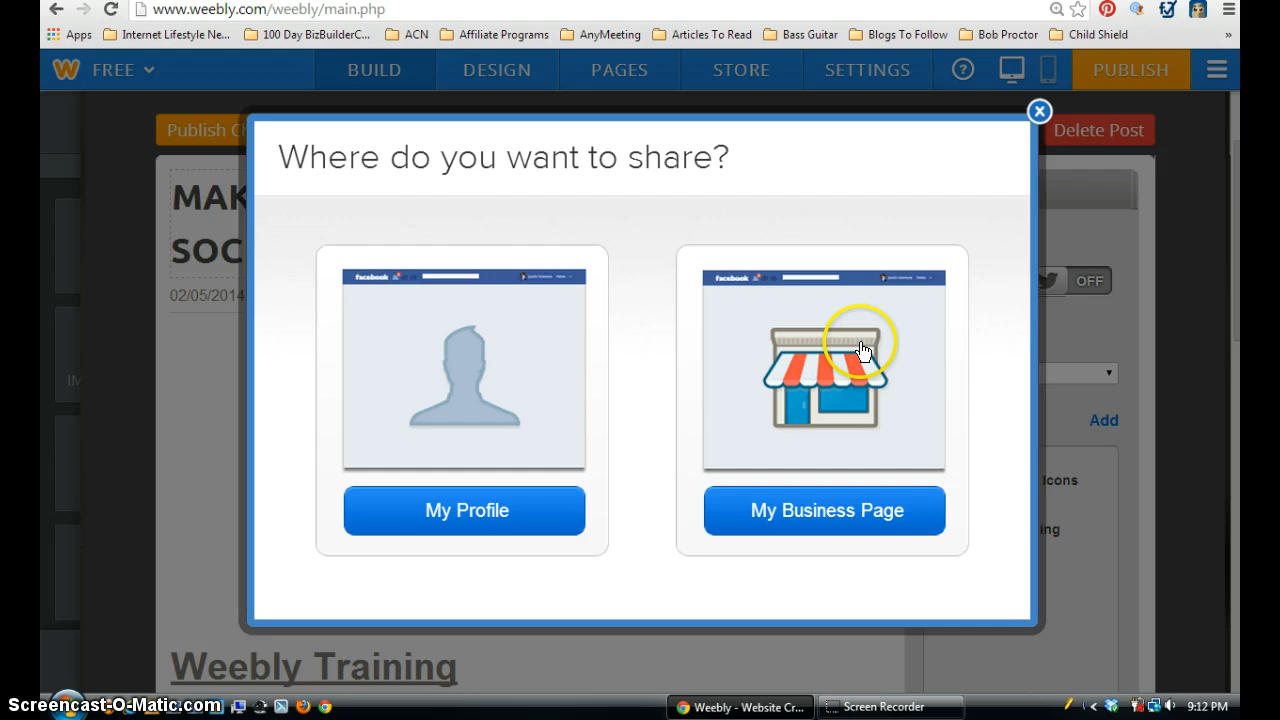 www.weebly.com/weebly/main.php
Apps Internet Lifestyle Ne... 100 Day BizBuilderC... ACN Affiliate Programs AnyMeeting Articles To Read Bass Guitar Blogs To Follow Bob Proctor Child Shield »
W FREE BUILD DESIGN PAGES STORE SETTINGS ? PUBLISH
Publish Ch Delete Post
Where do you want to share?
MAK
SOC
02/05/2014
facebook
facebook
OFF
IM
Add
Icons
My Profile My Business Page
ing
Weebly Training
Screencast-O-Matic.com
Weebly - Website Cr... Screen Recorder 9:12 PM